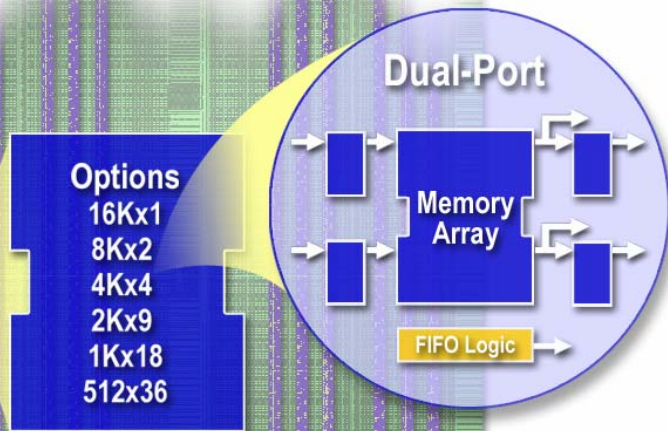 Dual-Port
Options
16Kx1
8Kx2
4Kx4
2Kx9
1Kx18
512x36
Memory
Array
FIFO Logic